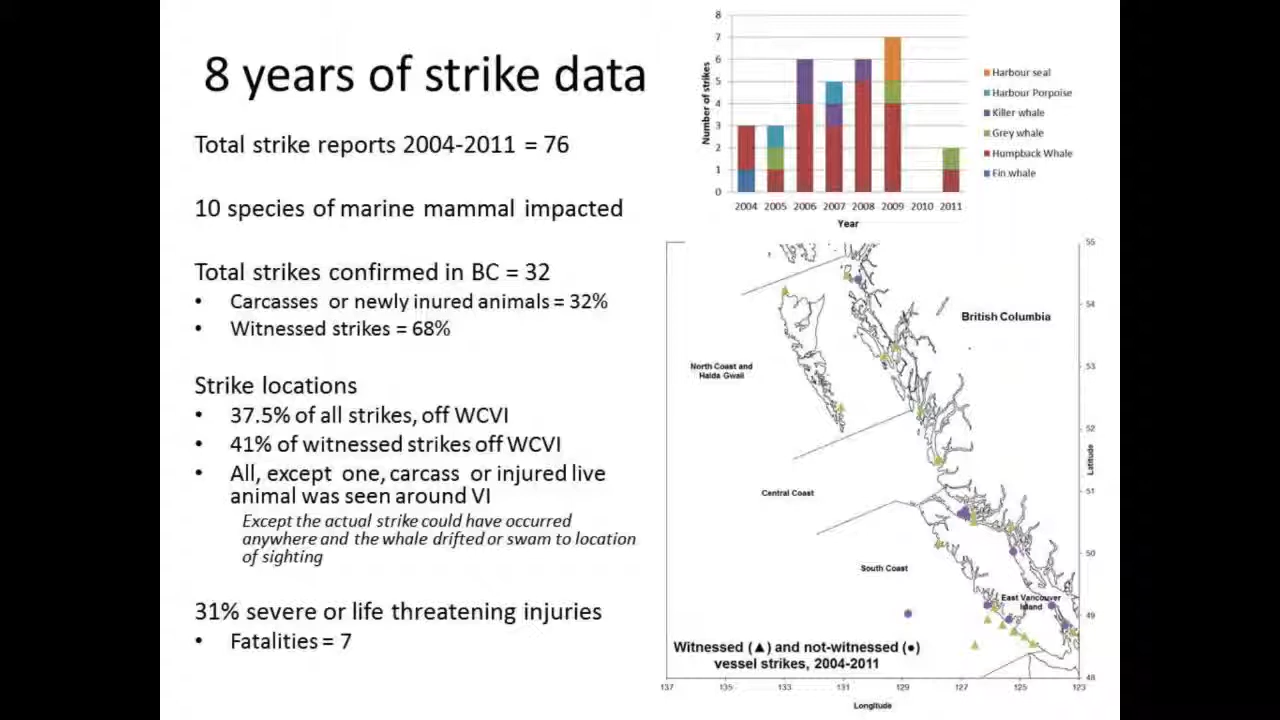 8 years of strike data
Total strike reports 2004-2011 = 76
10 species of marine mammal impacted
Total strikes confirmed in BC = 32
• Carcasses or newly inured animals = 32%
• Witnessed strikes = 68%
Strike locations
• 37.5% of all strikes, off WCVI
• 41% of witnessed strikes off WCVI
• All, except one, carcass or injured live
animal was seen around VI
Except the actual strike could have occurred
anywhere and the whale drifted or swam to location
of sighting
31% severe or life threatening injuries
• Fatalities = 7
Number of strikes
8
7
6
5
4
3
2
1
0
2004 2005 2006 2007 2008 2009 2010 2011
Year
Harbour seal
Harbour Porpoise
Killer whale
Grey whale
Humpback Whale
Fin whale
British Columbia
North Coast and
Haida Gwaii
Central Coast
South Coast
East Vancouver
Island
Witnessed (▲) and not-witnessed (●)
vessel strikes, 2004-2011
55
54
53
52
51
50
49
48
Latitude
137 135 133 131 129 127 125 123
Longitude